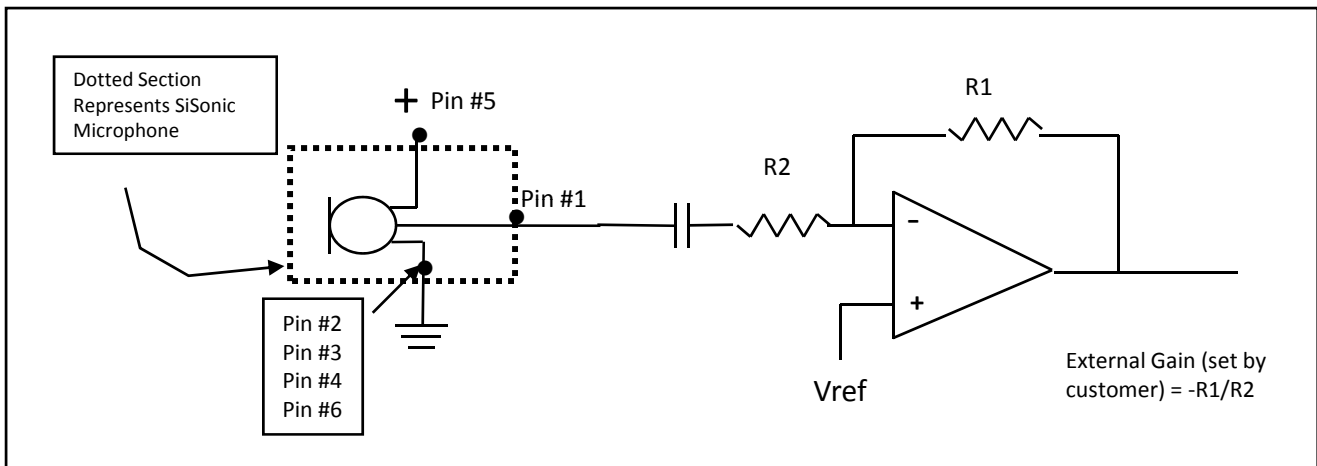 Dotted Section
Represents SiSonic
Microphone
+ Pin #5
Pin #1
Pin #2
Pin #3
Pin #4
Pin #6
R2
R1
-
+
Vref
External Gain (set by
customer) = -R1/R2